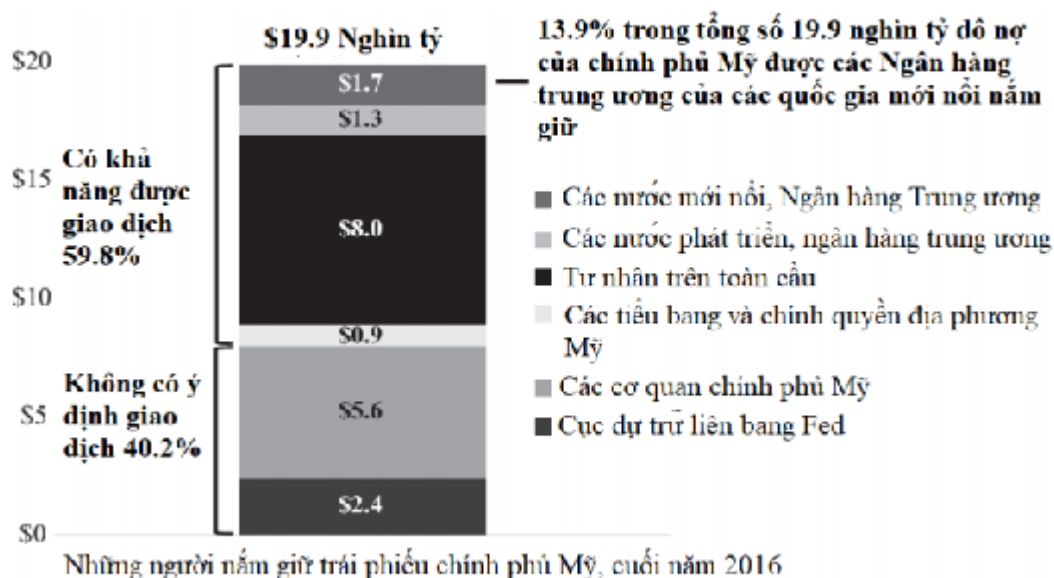 $19.9 Nghìn tỷ
13.9% trong tổng số 19.9 nghìn tỷ đô nợ
của chính phủ Mỹ được các Ngân hàng
trung ương của các quốc gia mới nổi nắm
giữ
$20
$15
$10
$5
$0
Có khả
năng được
giao dịch
59.8%
Không có ý
định giao
dịch 40.2%
$1.7
$1.3
$8.0
$0.9
$5.6
$2.4
Các nước mới nổi, Ngân hàng Trung ương
Các nước phát triển, ngân hàng trung ương
Tư nhân trên toàn cầu
Các tiểu bang và chính quyền địa phương
Mỹ
Các cơ quan chính phủ Mỹ
Cục dự trữ liên bang Fed
Những người nắm giữ trái phiếu chính phủ Mỹ, cuối năm 2016